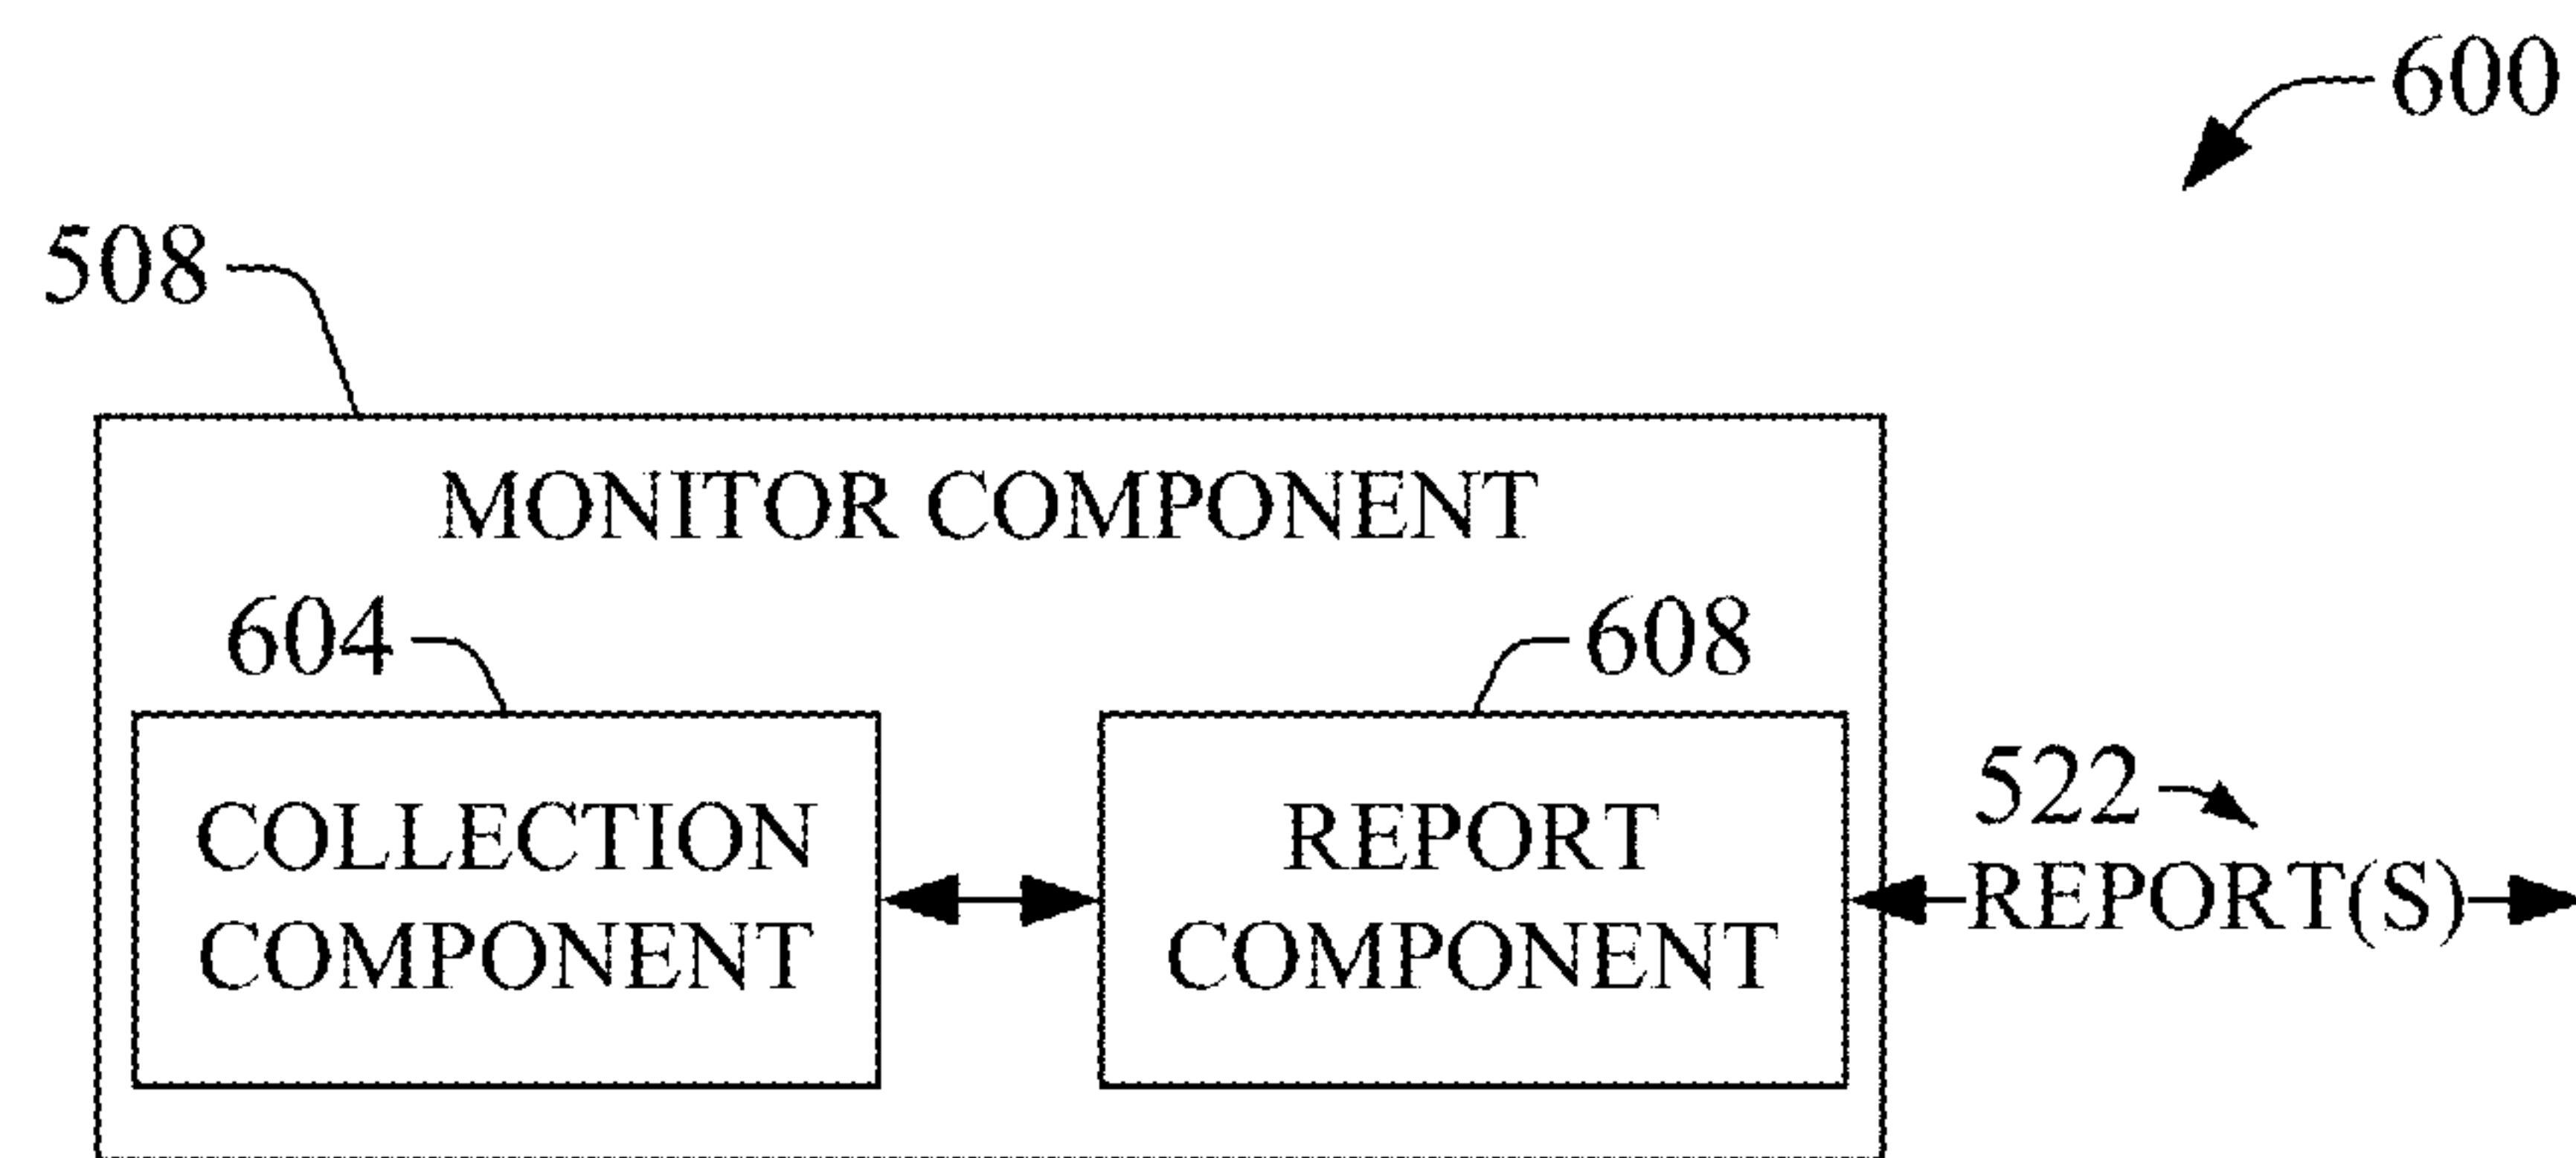 600
508
MONITOR COMPONENT
604
608
COLLECTION
COMPONENT
REPORT
COMPONENT
522
REPORT(S)